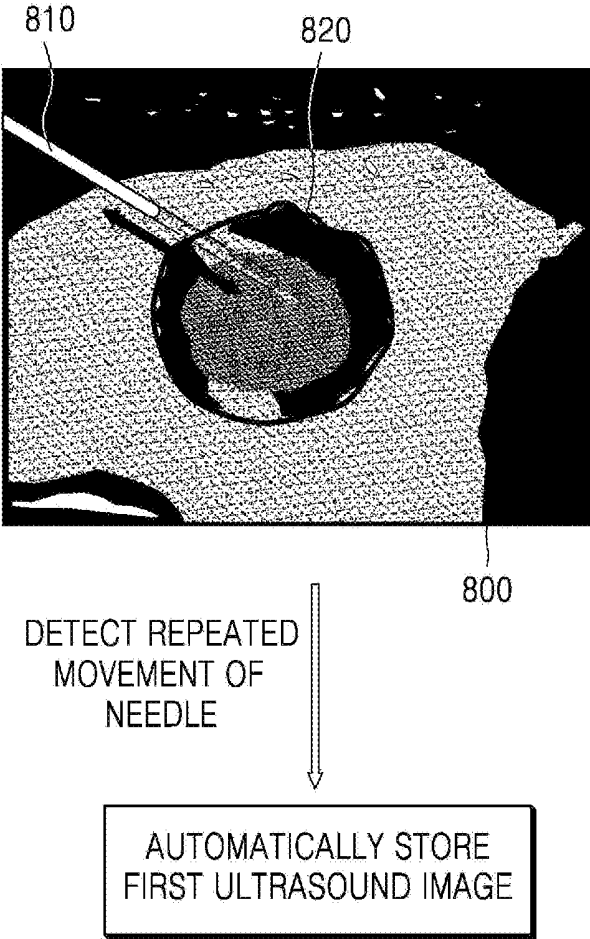 810
820
800
DETECT REPEATED
MOVEMENT OF
NEEDLE
AUTOMATICALLY STORE
FIRST ULTRASOUND IMAGE